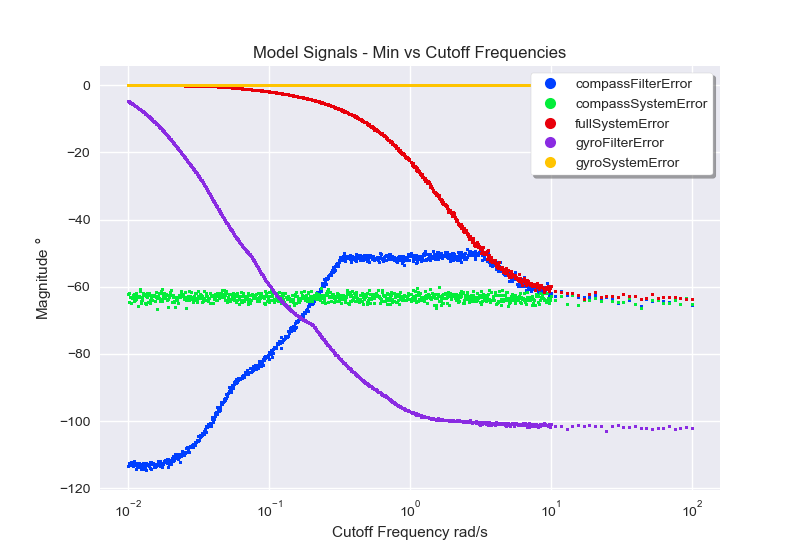 Model Signals - Min vs Cutoff Frequencies
compassFilterError
compassSystemError
fullSystemError
gyroFilterError
gyroSystemError
0
−20
−40
−60
−80
−100
−120
Magnitude °
10⁻²
10⁻¹
10⁰
10¹
10²
Cutoff Frequency rad/s